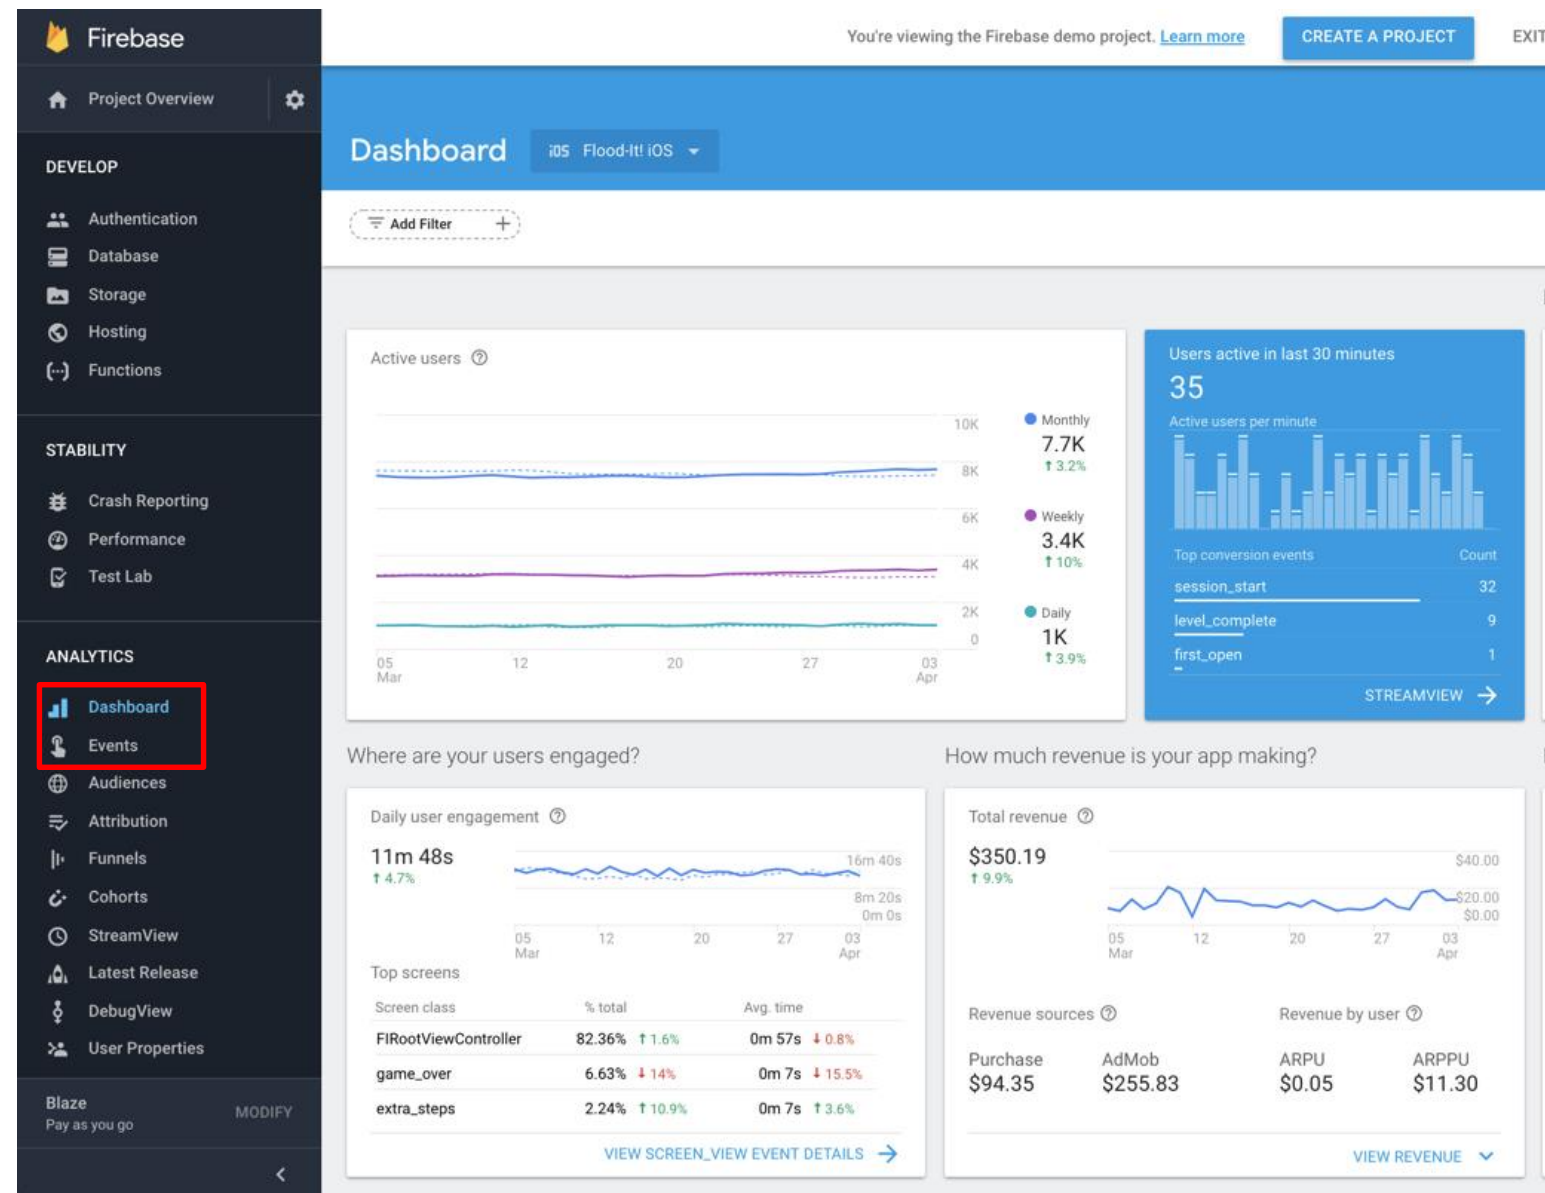 Firebase
You're viewing the Firebase demo project. Learn more
CREATE A PROJECT
EXIT
Project Overview
Dashboard
iOS Flood-It! iOS
Add Filter +
DEVELOP
Authentication
Database
Storage
Hosting
Functions
STABILITY
Crash Reporting
Performance
Test Lab
ANALYTICS
Dashboard
Events
Audiences
Attribution
Funnels
Cohorts
StreamView
Latest Release
DebugView
User Properties
Blaze
Pay as you go
MODIFY
Active users
10K
8K
6K
4K
2K
0
05 12 20 27 03
Mar Apr
Monthly
7.7K
↑ 3.2%
Weekly
3.4K
↑ 10%
Daily
1K
↑ 3.9%
Users active in last 30 minutes
35
Active users per minute
Top conversion events Count
session_start 32
level_complete 9
first_open 1
STREAMVIEW
Where are your users engaged?
Daily user engagement
11m 48s
↑ 4.7%
16m 40s
8m 20s
0m 0s
05 12 20 27 03
Mar Apr
Top screens
Screen class % total Avg. time
FIRootViewController 82.36% ↑ 1.6% 0m 57s ↓ 0.8%
game_over 6.63% ↓ 14% 0m 7s ↓ 15.5%
extra_steps 2.24% ↑ 10.9% 0m 7s ↑ 3.6%
VIEW SCREEN_VIEW EVENT DETAILS
How much revenue is your app making?
Total revenue
$350.19
↑ 9.9%
$40.00
$20.00
$0.00
05 12 20 27 03
Mar Apr
Revenue sources Revenue by user
Purchase AdMob ARPU ARPPU
$94.35 $255.83 $0.05 $11.30
VIEW REVENUE